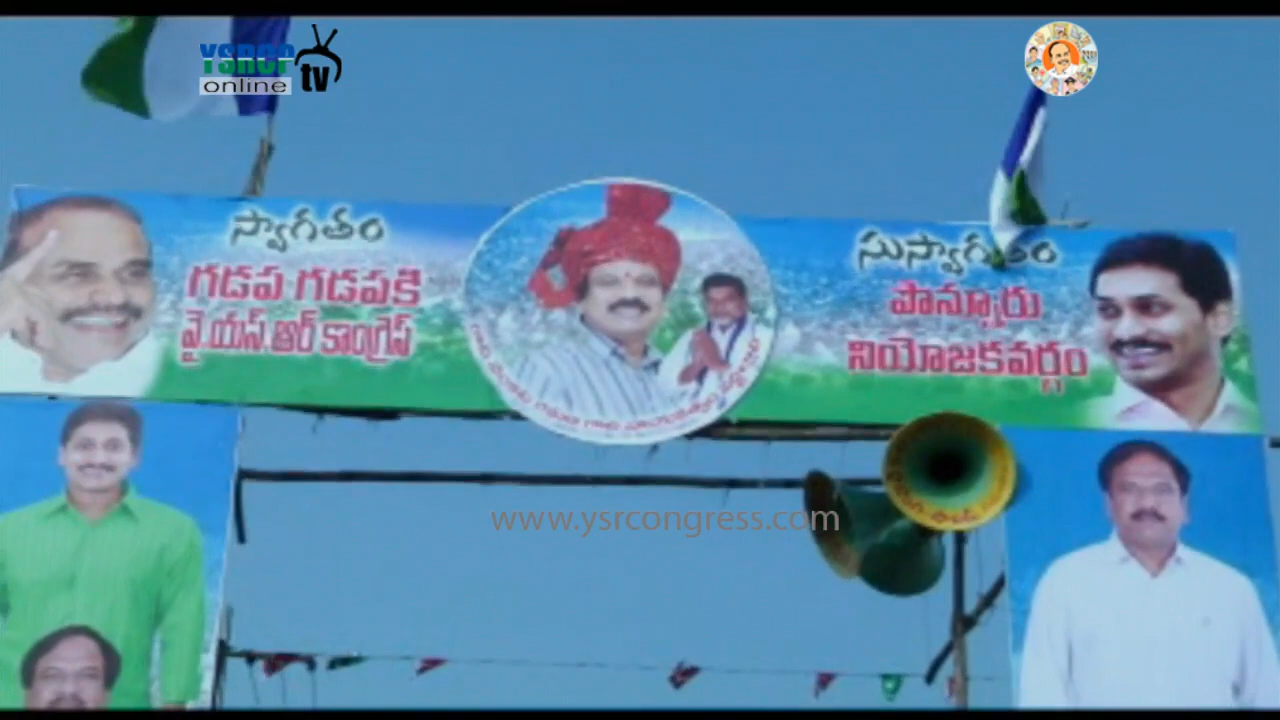 YSRCP
online tv
స్వాగతం
గడప గడపకి
వై.యస్.ఆర్ కాంగ్రెస్
సుస్వాగతం
పొన్నూరు
నియోజకవర్గం
www.ysrcongress.com